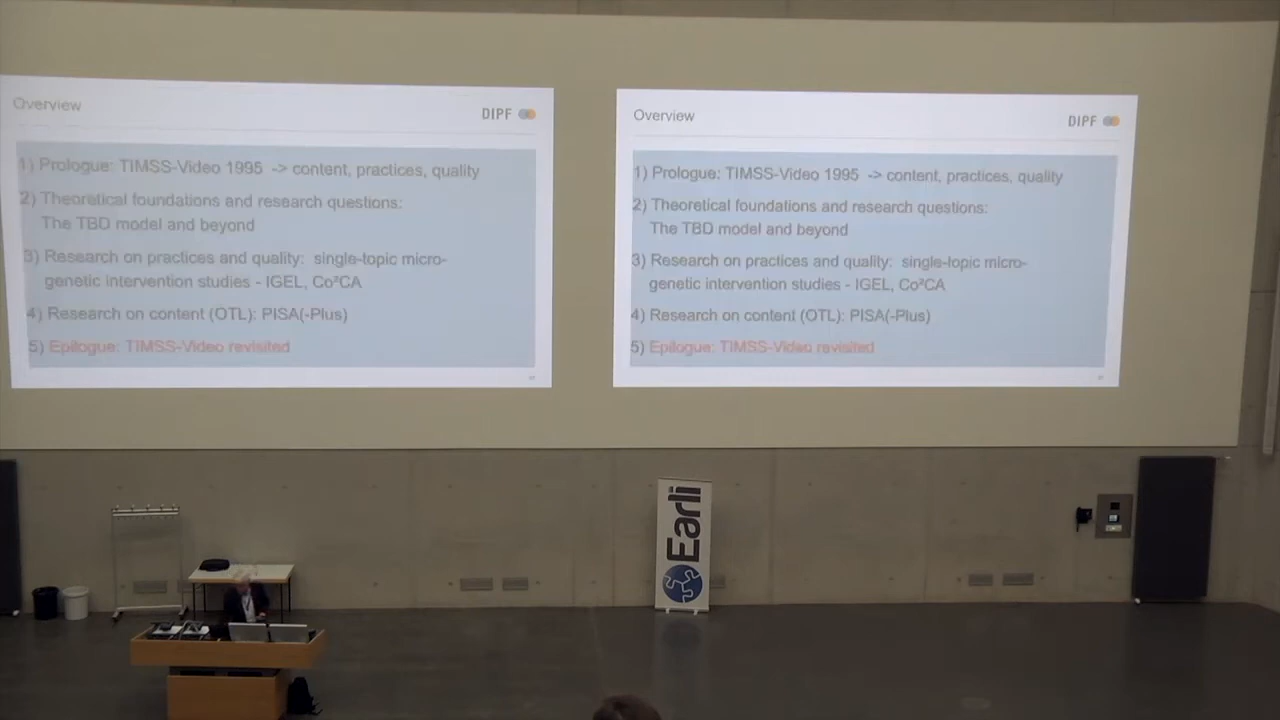 Overview
DIPF
1) Prologue: TIMSS-Video 1995 -> content, practices, quality
2) Theoretical foundations and research questions:
The TBD model and beyond
3) Research on practices and quality: single-topic micro-
genetic intervention studies - IGEL, Co²CA
4) Research on content (OTL): PISA(-Plus)
5) Epilogue: TIMSS-Video revisited
Overview
DIPF
1) Prologue: TIMSS-Video 1995 -> content, practices, quality
2) Theoretical foundations and research questions:
The TBD model and beyond
3) Research on practices and quality: single-topic micro-
genetic intervention studies - IGEL, Co²CA
4) Research on content (OTL): PISA(-Plus)
5) Epilogue: TIMSS-Video revisited
Earli